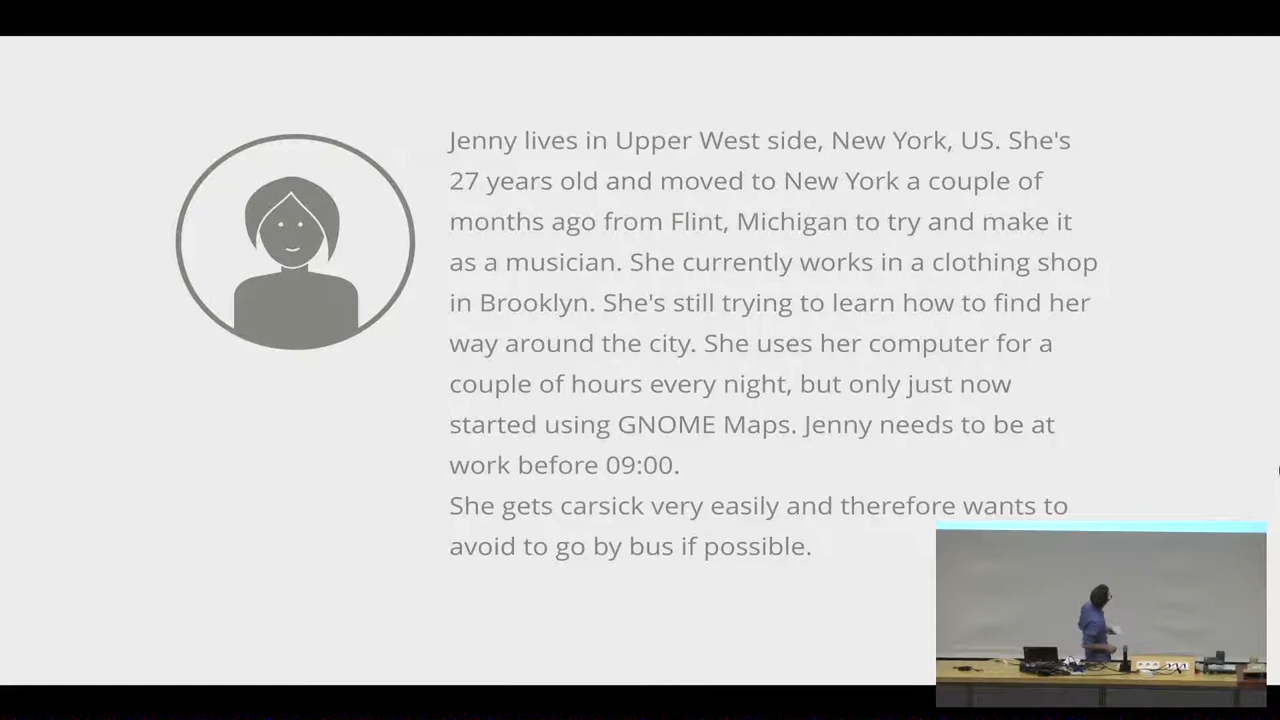 Jenny lives in Upper West side, New York, US. She's
27 years old and moved to New York a couple of
months ago from Flint, Michigan to try and make it
as a musician. She currently works in a clothing shop
in Brooklyn. She's still trying to learn how to find her
way around the city. She uses her computer for a
couple of hours every night, but only just now
started using GNOME Maps. Jenny needs to be at
work before 09:00.
She gets carsick very easily and therefore wants to
avoid to go by bus if possible.